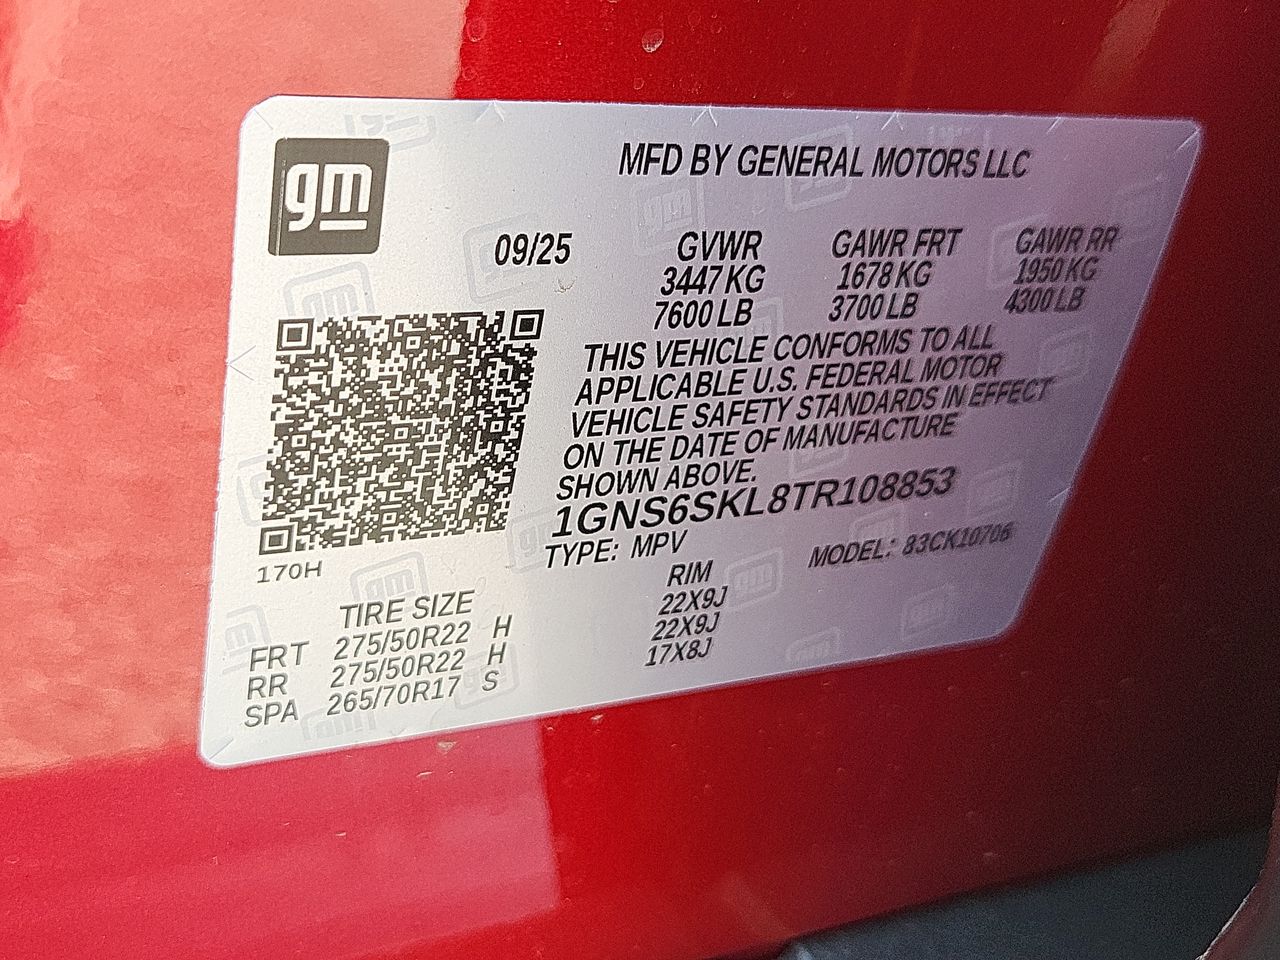 gm
MFD BY GENERAL MOTORS LLC
09/25 GVWR GAWR FRT GAWR RR
3447 KG 1678 KG 1950 KG
7600 LB 3700 LB 4300 LB
THIS VEHICLE CONFORMS TO ALL
APPLICABLE U.S. FEDERAL MOTOR
VEHICLE SAFETY STANDARDS IN EFFECT
ON THE DATE OF MANUFACTURE
SHOWN ABOVE.
1GNS6SKL8TR108853
TYPE: MPV MODEL: 83CK10706
170H
TIRE SIZE RIM
FRT 275/50R22 H 22X9J
RR 275/50R22 H 22X9J
SPA 265/70R17 S 17X8J